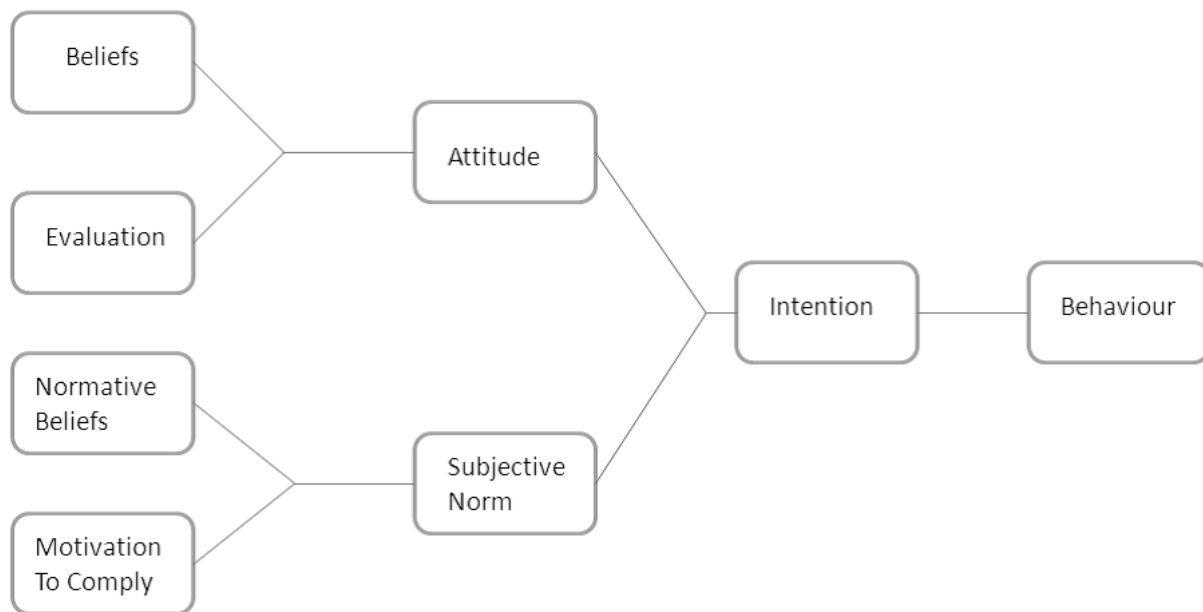 Beliefs
Evaluation
Normative
Beliefs
Motivation
To Comply
Attitude
Subjective
Norm
Intention
Behaviour